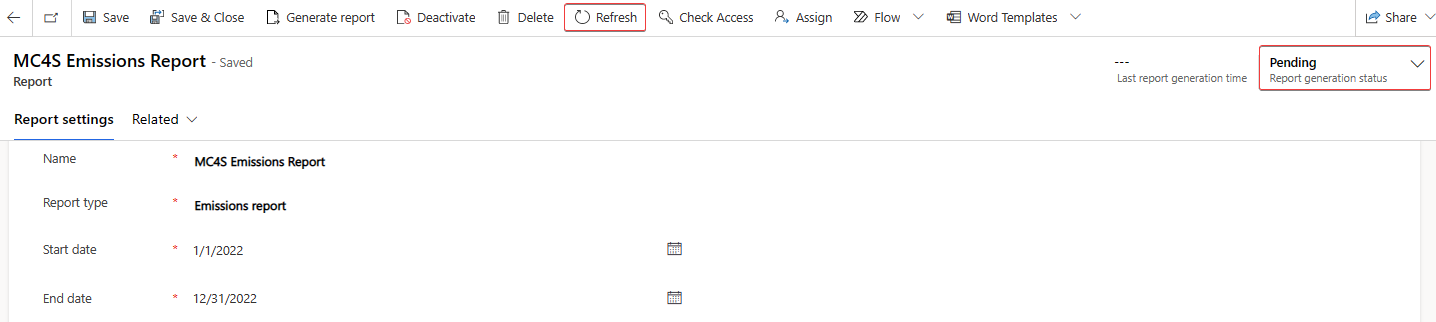 Save Save & Close Generate report Deactivate Delete Refresh Check Access Assign Flow Word Templates Share
MC4S Emissions Report - Saved
Report
---
Last report generation time
Pending
Report generation status
Report settings Related
Name * MC4S Emissions Report
Report type * Emissions report
Start date * 1/1/2022
End date * 12/31/2022